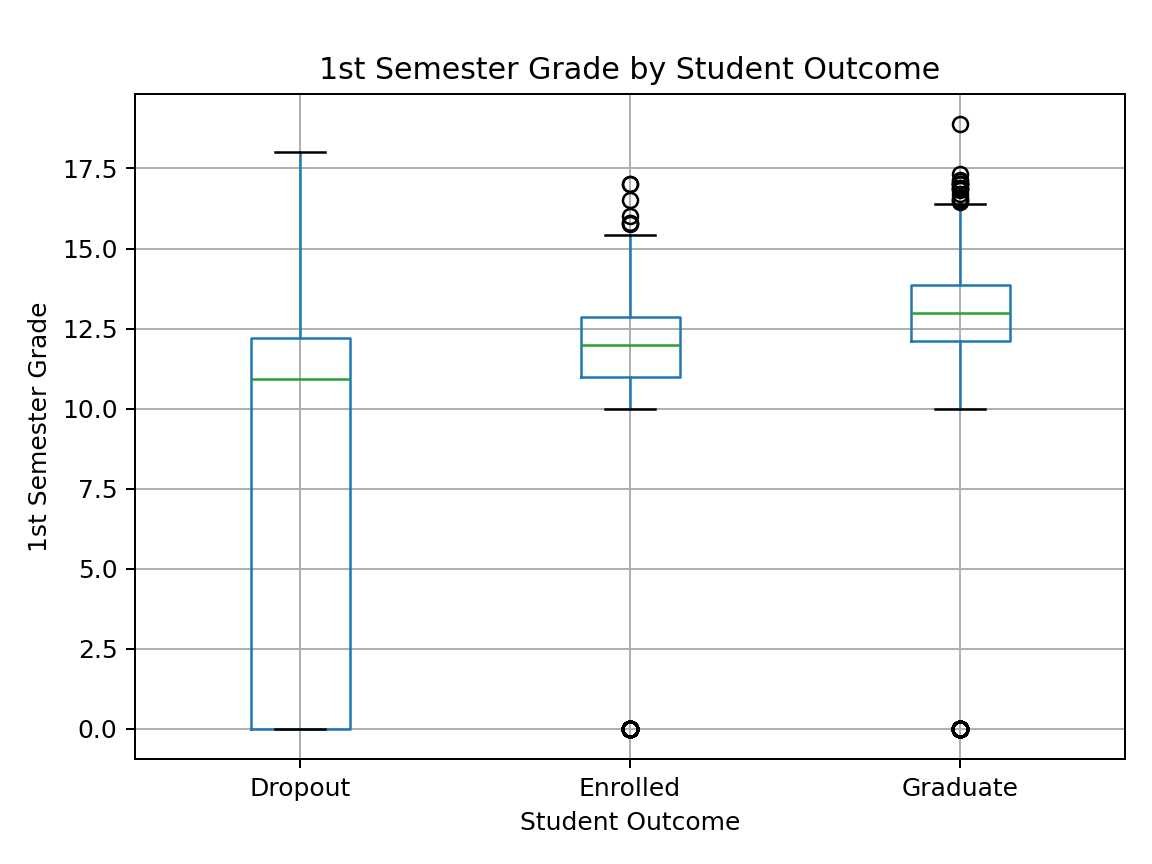 1st Semester Grade by Student Outcome
17.5
15.0
12.5
10.0
7.5
5.0
2.5
0.0
1st Semester Grade
Dropout Enrolled Graduate
Student Outcome